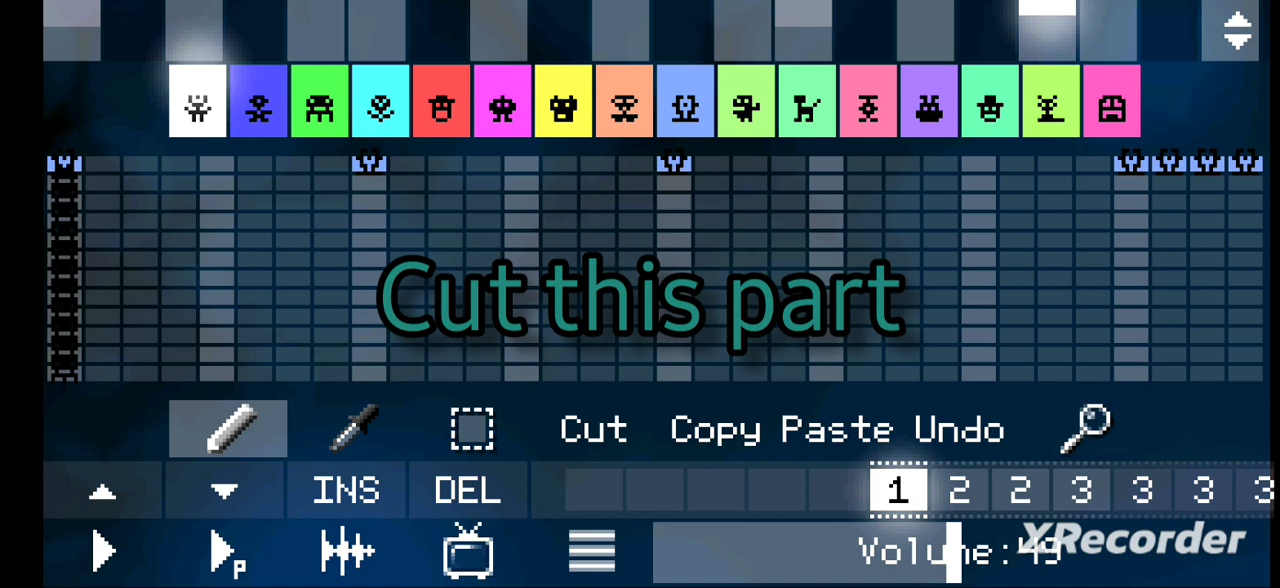 Cut this part
Cut Copy Paste Undo
INS DEL 1 2 2 3 3 3 3
Volume:49
XRecorder